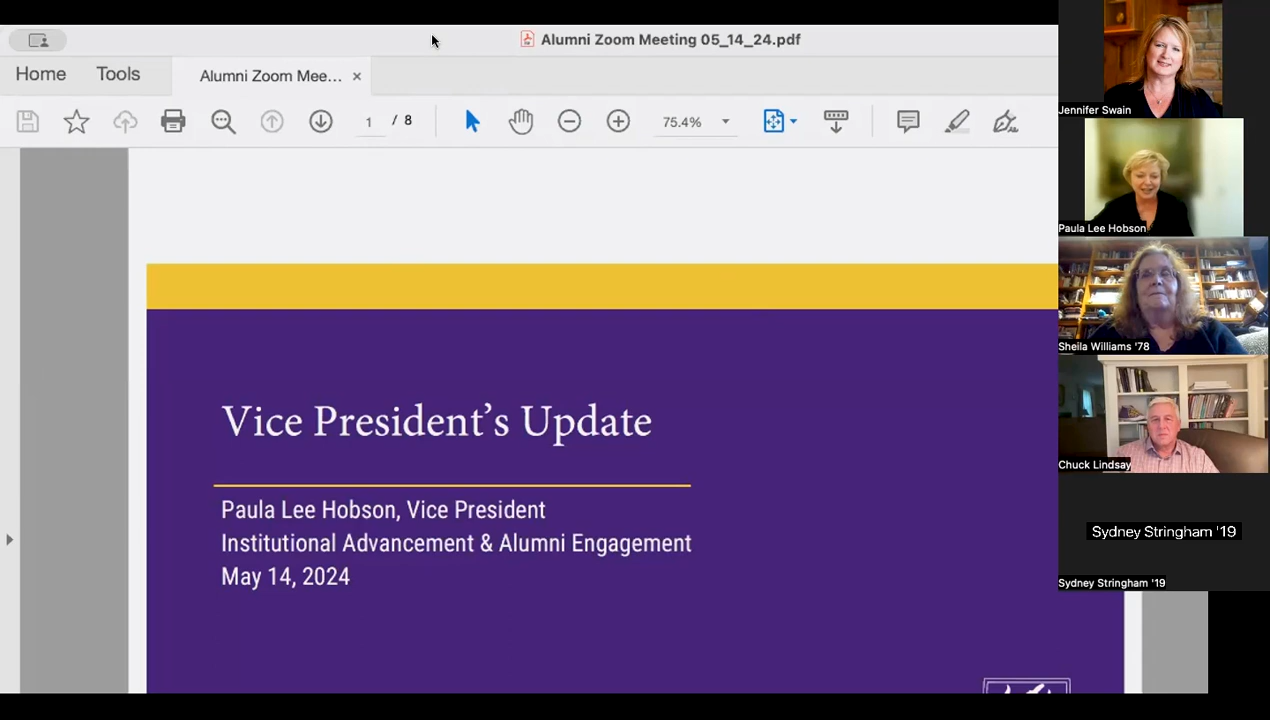 Alumni Zoom Meeting 05_14_24.pdf
Home
Tools
Alumni Zoom Mee...
1 / 8
75.4%
Vice President's Update
Paula Lee Hobson, Vice President
Institutional Advancement & Alumni Engagement
May 14, 2024
Jennifer Swain
Paula Lee Hobson
Sheila Williams '78
Chuck Lindsay
Sydney Stringham '19
Sydney Stringham '19